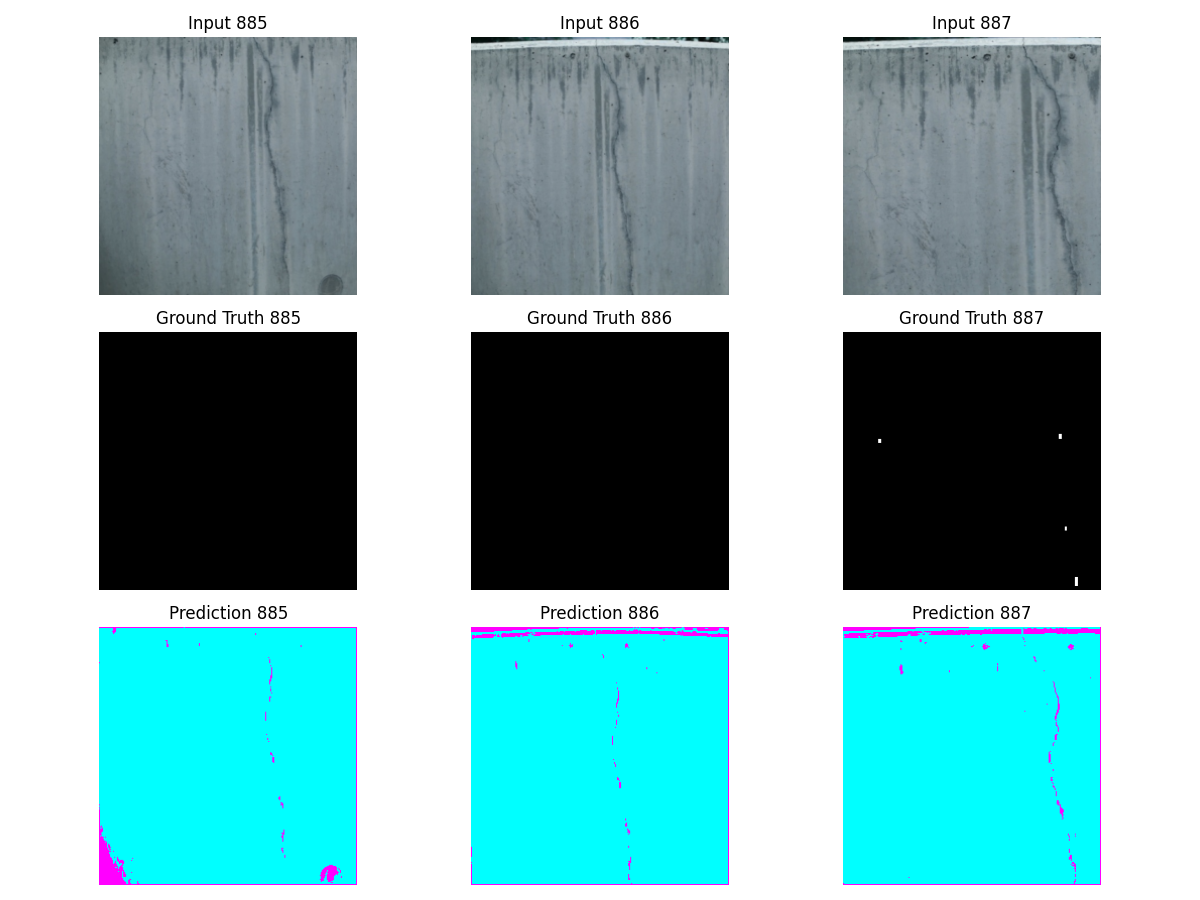 Input 885
Input 886
Input 887
Ground Truth 885
Ground Truth 886
Ground Truth 887
Prediction 885
Prediction 886
Prediction 887